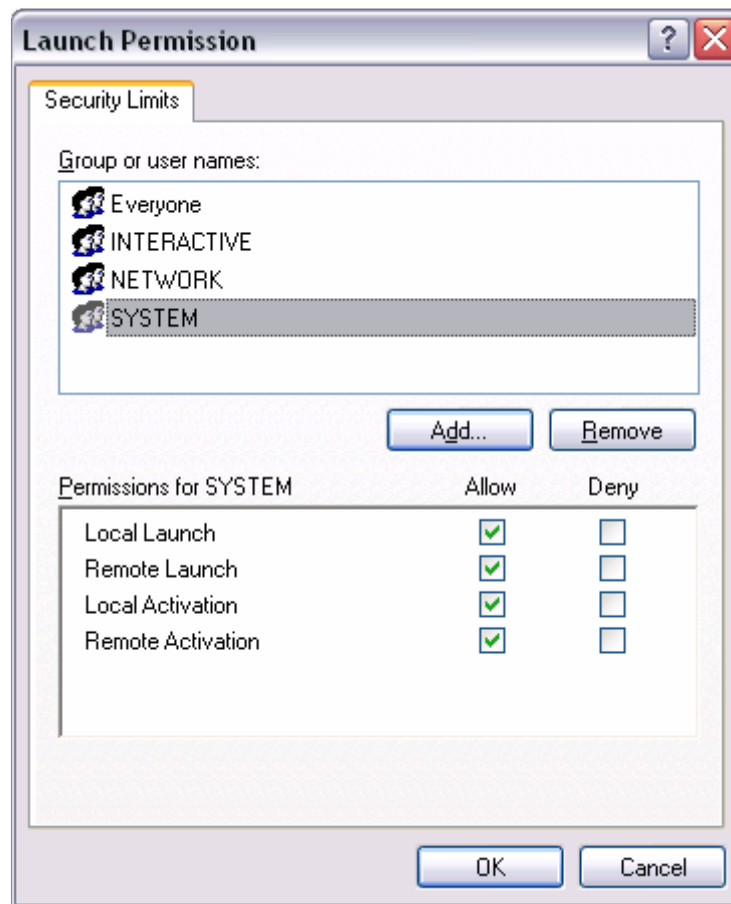 Launch Permission
Security Limits
Group or user names:
Everyone
INTERACTIVE
NETWORK
SYSTEM
Add... Remove
Permissions for SYSTEM Allow Deny
Local Launch
Remote Launch
Local Activation
Remote Activation
OK Cancel